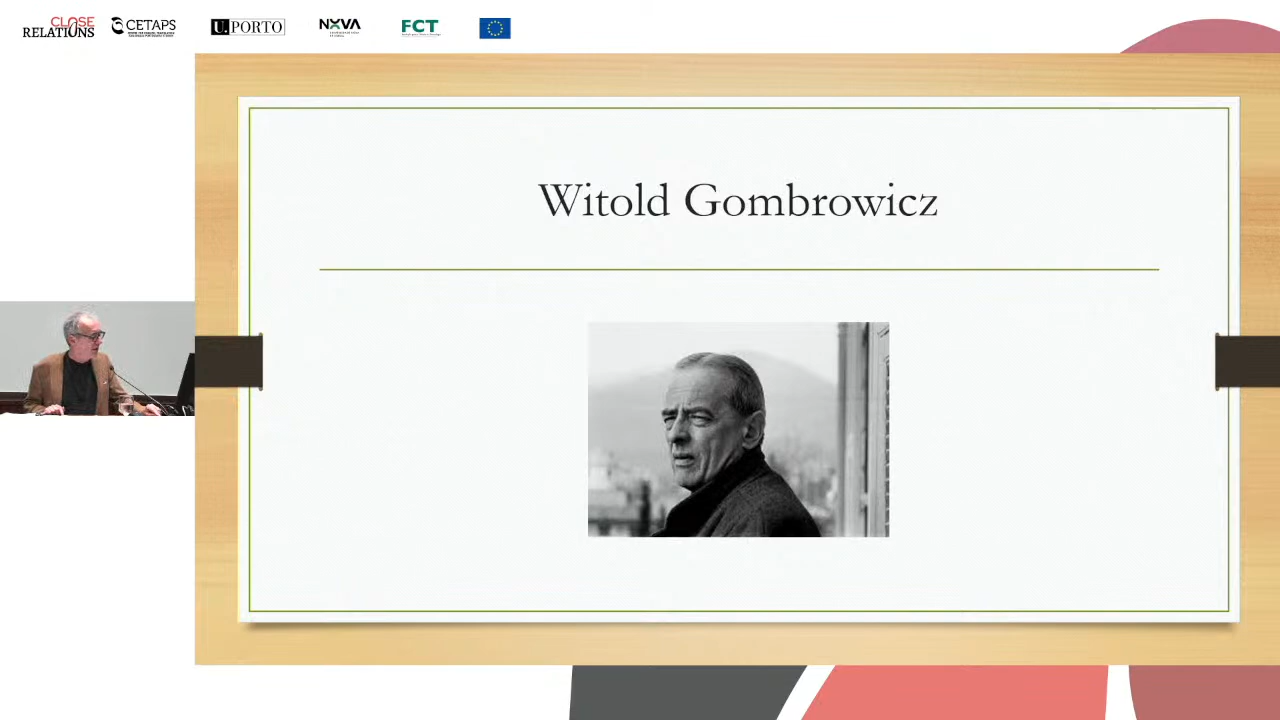 CLOSE
RELATIONS
CETAPS
U. PORTO
NOVA
FCT
Witold Gombrowicz